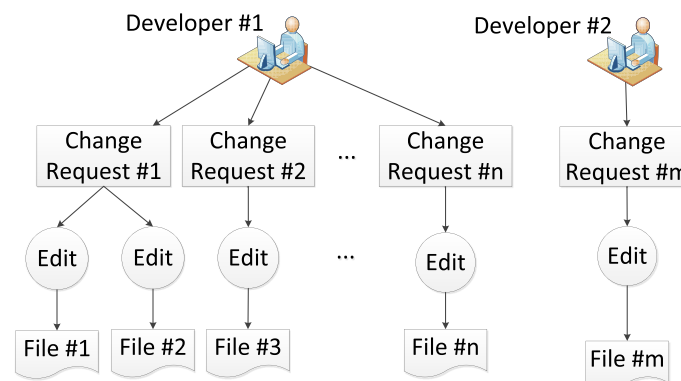 Developer #1
Developer #2
Change
Request #1
Change
Request #2
...
Change
Request #n
Change
Request #m
Edit
Edit
Edit
...
Edit
Edit
File #1
File #2
File #3
File #n
File #m